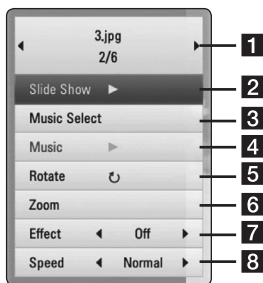 3.jpg 1
2/6
Slide Show 2
Music Select 3
Music 4
Rotate 5
Zoom 6
Effect Off 7
Speed Normal 8